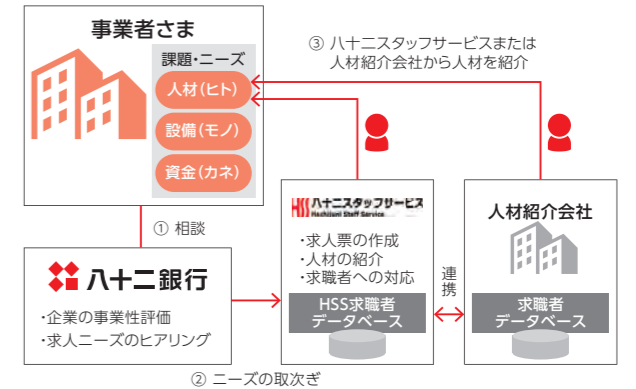 事業者さま
課題・ニーズ
人材(ヒト)
設備(モノ)
資金(カネ)
③ 八十二スタッフサービスまたは
人材紹介会社から人材を紹介
① 相談
八十二銀行
・企業の事業性評価
・求人ニーズのヒアリング
② ニーズの取次ぎ
HSS 八十二スタッフサービス
Hachijuni Staff Service
・求人票の作成
・人材の紹介
・求職者への対応
HSS求職者
データベース
連携
人材紹介会社
求職者
データベース